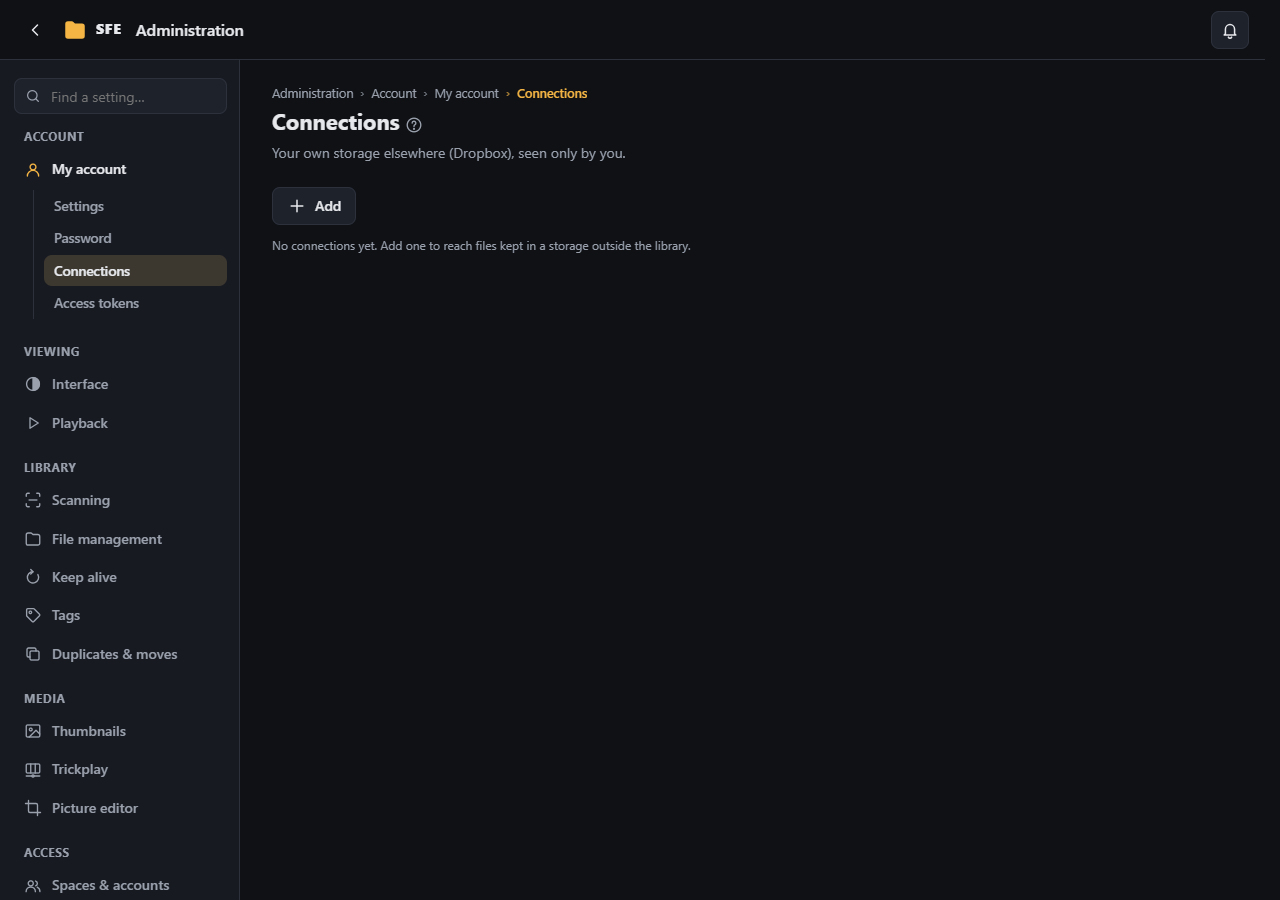 SFE Administration
Find a setting...
ACCOUNT
My account
Settings
Password
Connections
Access tokens
VIEWING
Interface
Playback
LIBRARY
Scanning
File management
Keep alive
Tags
Duplicates & moves
MEDIA
Thumbnails
Trickplay
Picture editor
ACCESS
Spaces & accounts
Administration › Account › My account › Connections
Connections ?
Your own storage elsewhere (Dropbox), seen only by you.
+ Add
No connections yet. Add one to reach files kept in a storage outside the library.